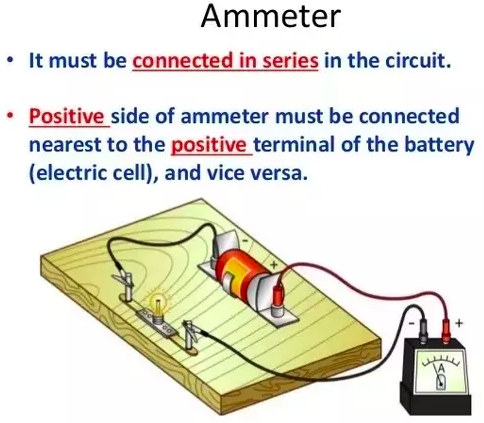 Ammeter
• It must be connected in series in the circuit.
• Positive side of ammeter must be connected
nearest to the positive terminal of the battery
(electric cell), and vice versa.
- +
- +
A